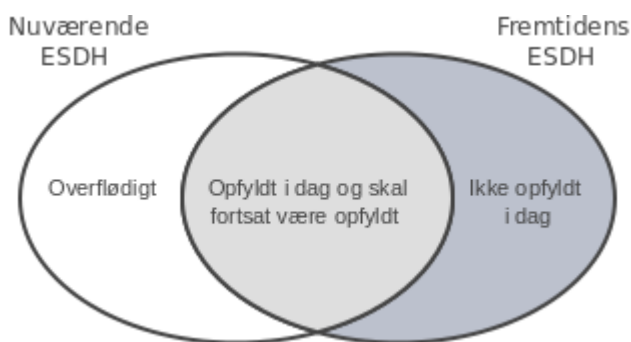 Nuværende
ESDH
Fremtidens
ESDH
Overflødigt
Opfyldt i dag og skal
fortsat være opfyldt
Ikke opfyldt
i dag